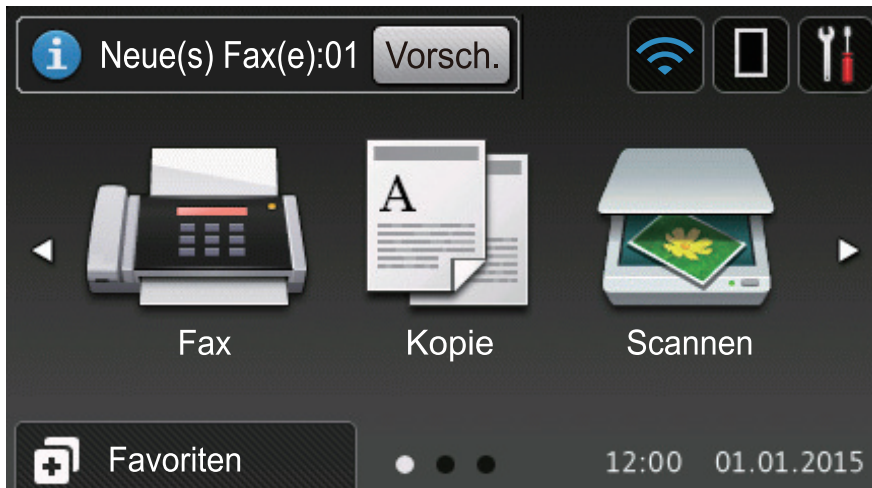 Neue(s) Fax(e):01 Vorsch.
A
Fax Kopie Scannen
Favoriten 12:00 01.01.2015